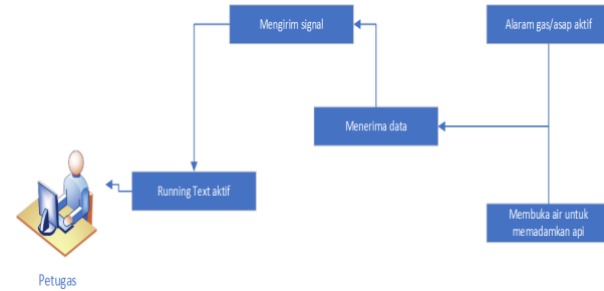 Mengirim signal
Alaram gas/asap aktif
Menerima data
Running Text aktif
Membuka air untuk
memadamkan api
Petugas